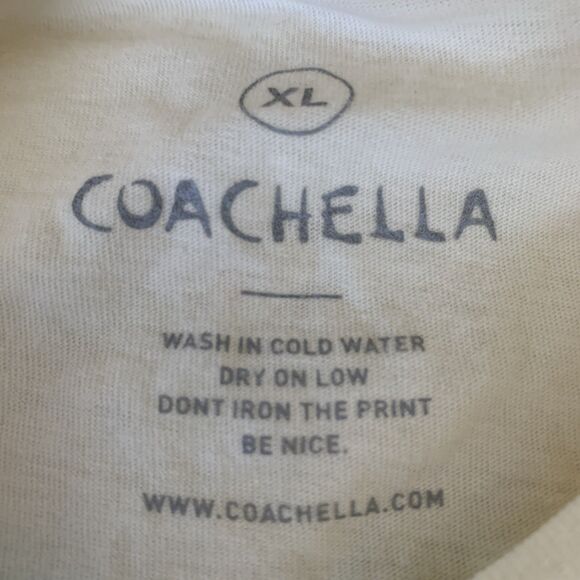 XL
COACHELLA
WASH IN COLD WATER
DRY ON LOW
DONT IRON THE PRINT
BE NICE.
WWW.COACHELLA.COM